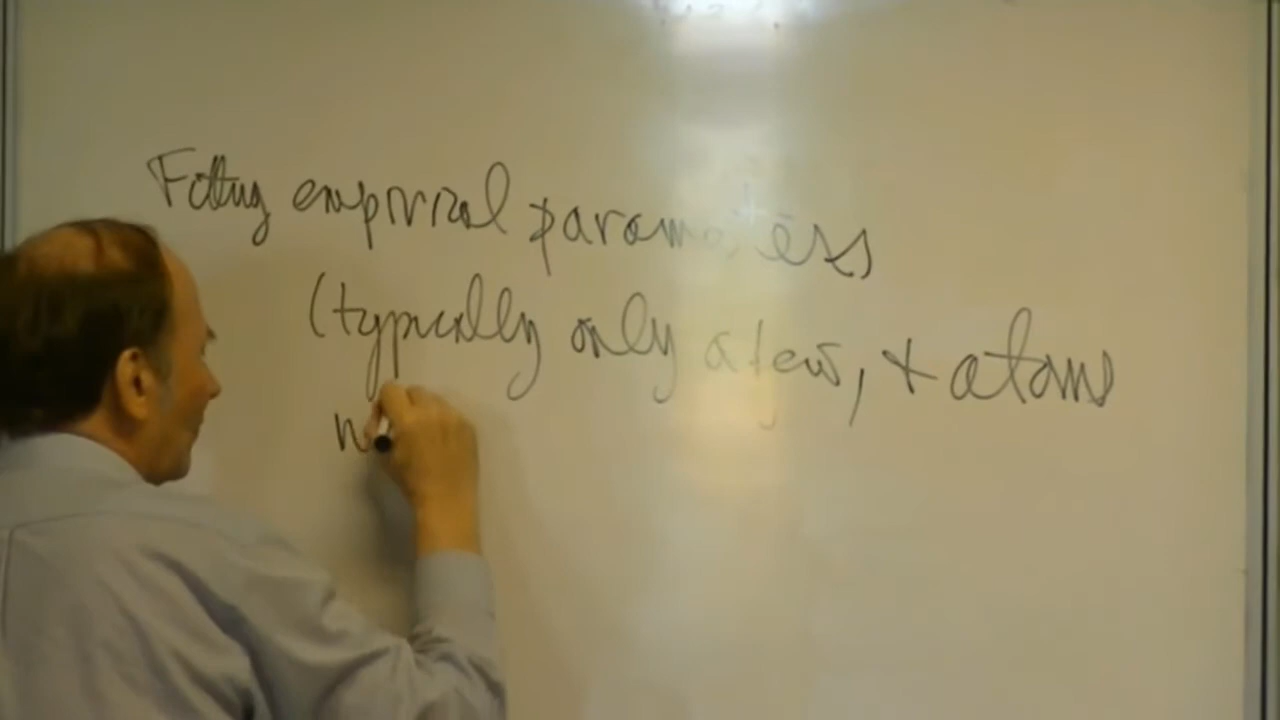 Fitting empirical parameters
(typically only a few, + atoms
n